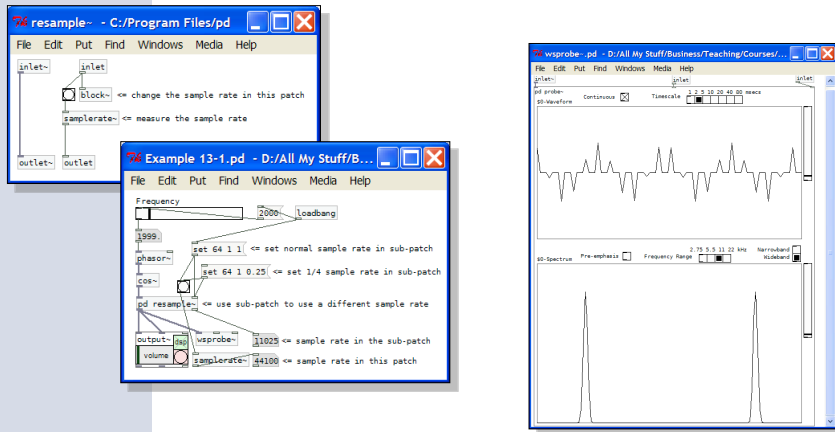 resample~ - C:/Program Files/pd
File Edit Put Find Windows Media Help
inlet~ inlet
block~ <= change the sample rate in this patch
samplerate~ <= measure the sample rate
outlet~ outlet
Example 13-1.pd - D:/All My Stuff/B...
File Edit Put Find Windows Media Help
Frequency
2000 loadbang
1999.
set 64 1 1 <= set normal sample rate in sub-patch
phasor~
set 64 1 0.25 <= set 1/4 sample rate in sub-patch
cos~
pd resample~ <= use sub-patch to use a different sample rate
output~ dsp wsprobe~ 11025 <= sample rate in the sub-patch
volume samplerate~ 44100 <= sample rate in this patch
wsprobe~.pd - D:/All My Stuff/Business/Teaching/Courses/...
File Edit Put Find Windows Media Help
inlet~ inlet inlet
pd probe~ Continuous Timescale 1 2 5 10 20 40 80 msecs
$0-Waveform
2.75 5.5 11 22 kHz Narrowband
$0-Spectrum Pre-emphasis Frequency Range Wideband